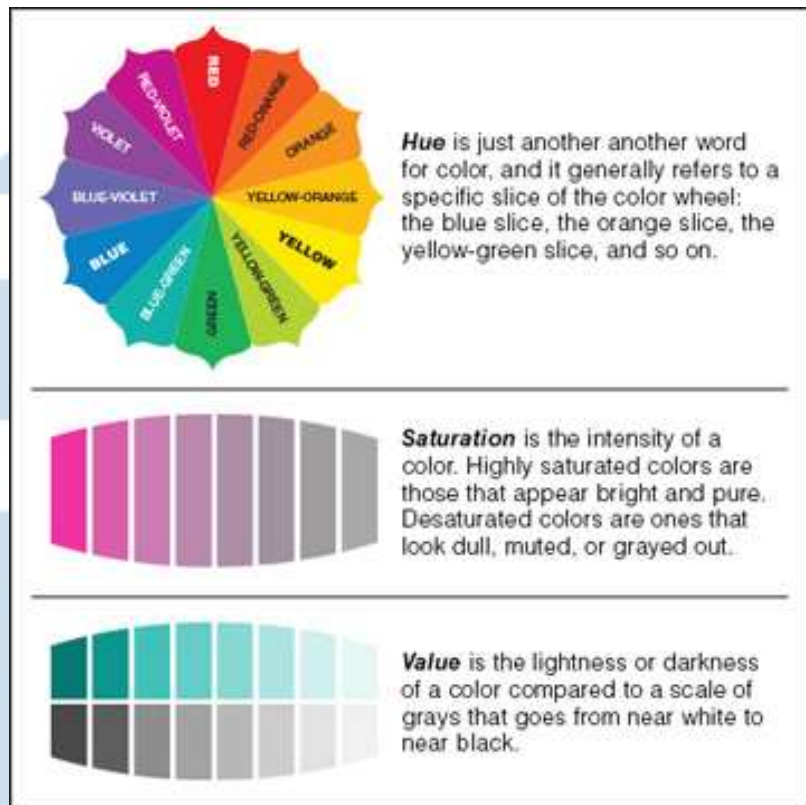 RED
RED-ORANGE
ORANGE
YELLOW-ORANGE
YELLOW
YELLOW-GREEN
GREEN
BLUE-GREEN
BLUE
BLUE-VIOLET
VIOLET
RED-VIOLET
Hue is just another another word
for color, and it generally refers to a
specific slice of the color wheel:
the blue slice, the orange slice, the
yellow-green slice, and so on.
Saturation is the intensity of a
color. Highly saturated colors are
those that appear bright and pure.
Desaturated colors are ones that
look dull, muted, or grayed out.
Value is the lightness or darkness
of a color compared to a scale of
grays that goes from near white to
near black.